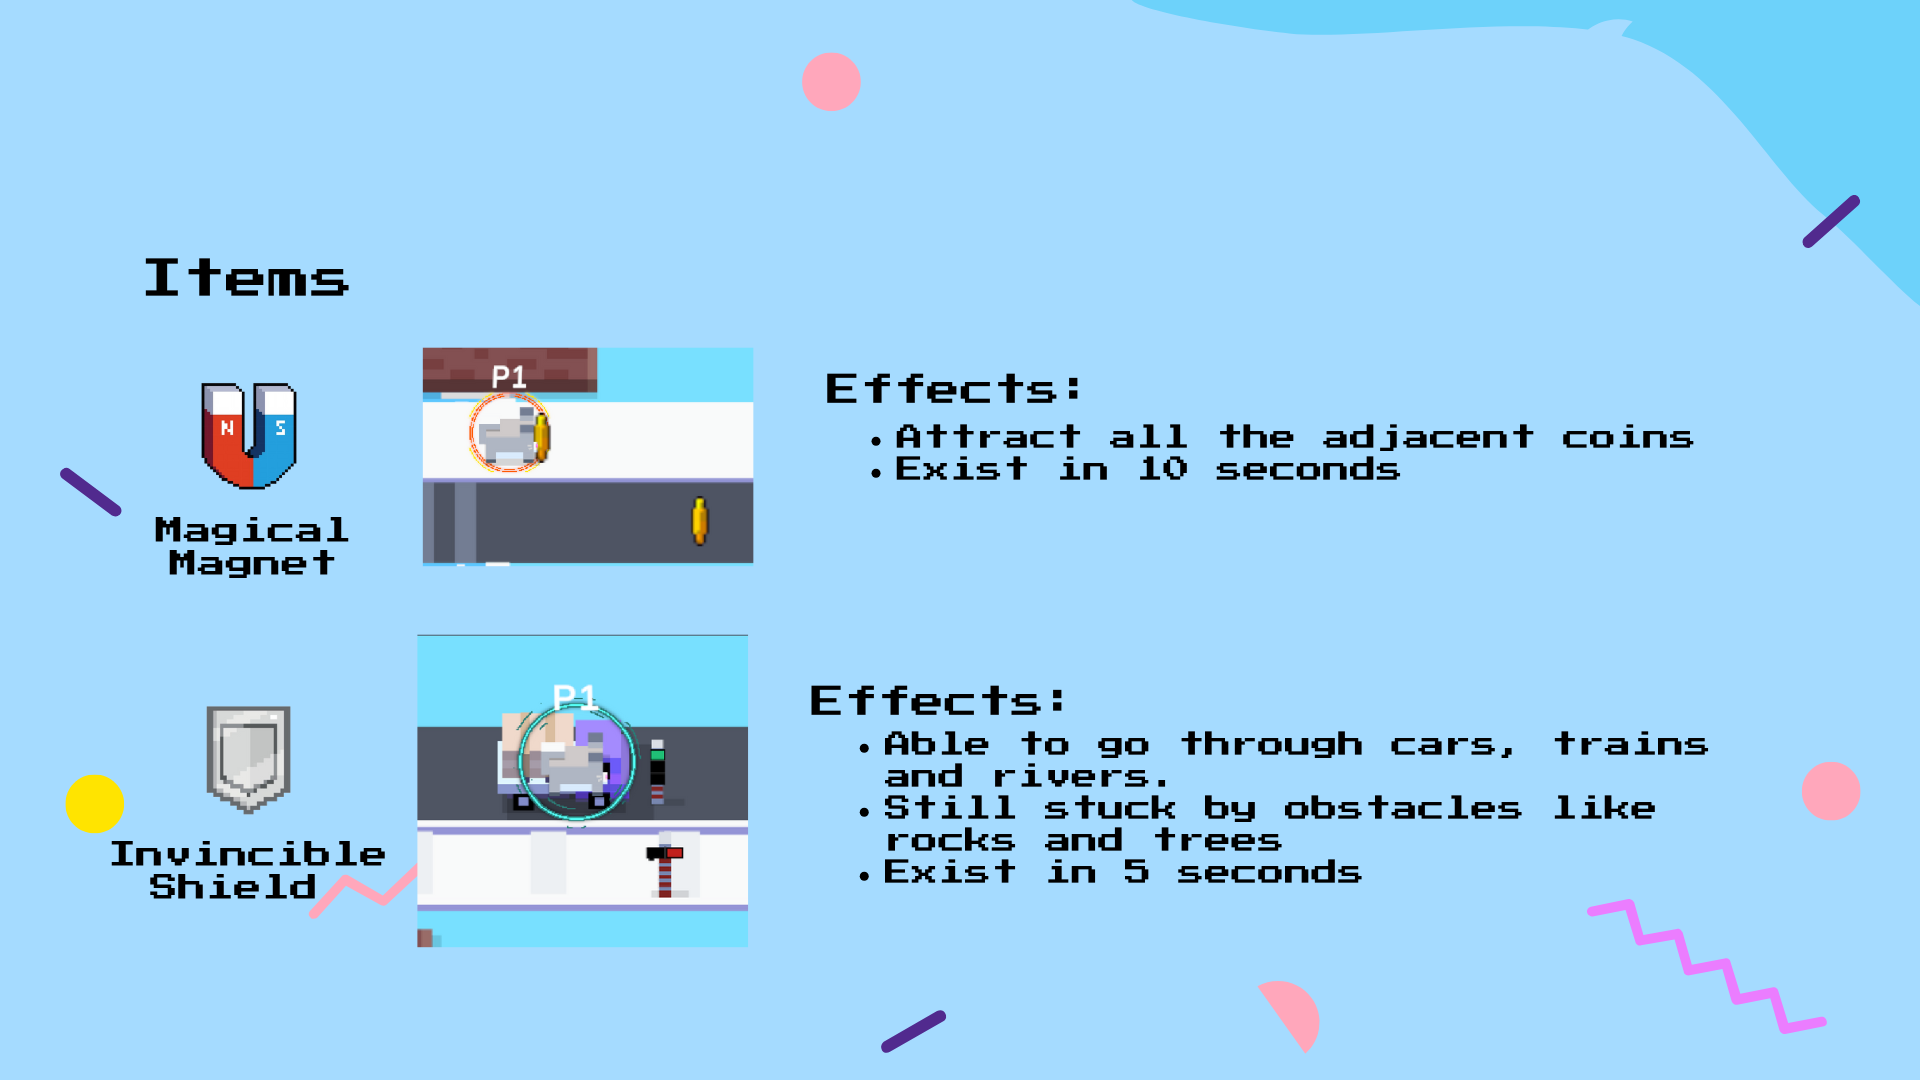 Items
N S
Magical
Magnet
P1
Effects:
• Attract all the adjacent coins
• Exist in 10 seconds
Invincible
Shield
P1
Effects:
• Able to go through cars, trains
and rivers.
• Still stuck by obstacles like
rocks and trees
• Exist in 5 seconds